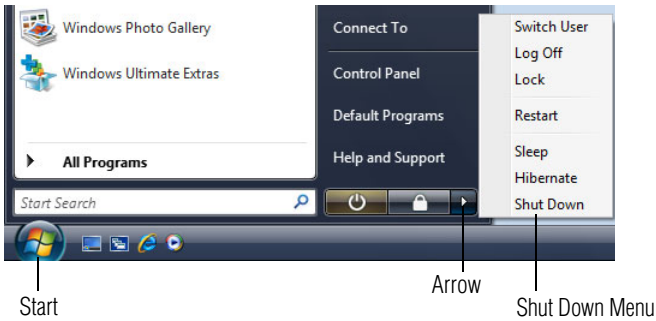 Windows Photo Gallery
Windows Ultimate Extras
All Programs
Start Search
Connect To
Control Panel
Default Programs
Help and Support
Switch User
Log Off
Lock
Restart
Sleep
Hibernate
Shut Down
Start
Arrow
Shut Down Menu